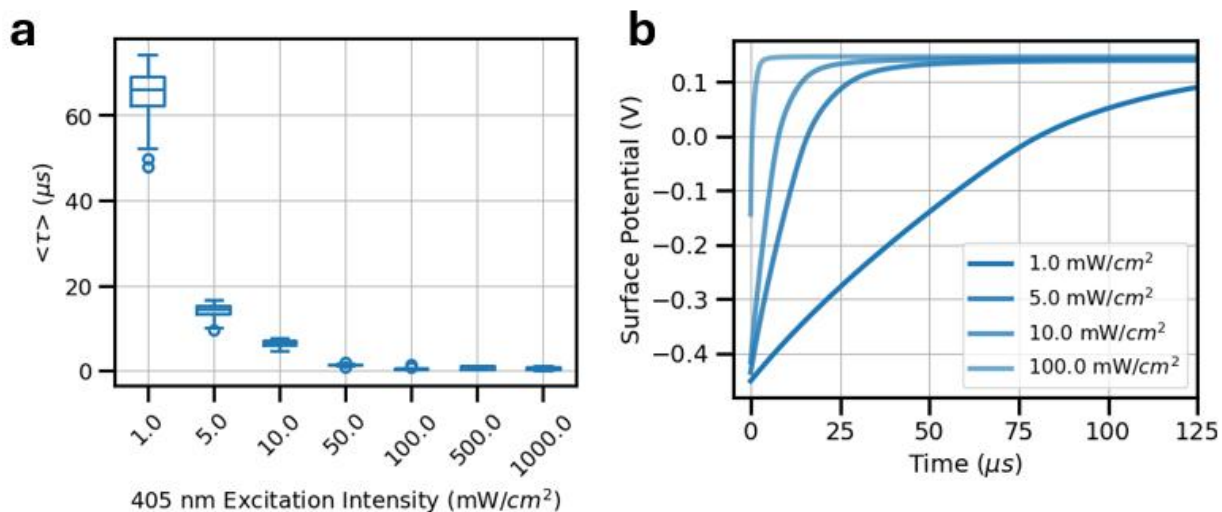 a
60
40
20
0
<τ> (μs)
1.0
5.0
10.0
50.0
100.0
500.0
1000.0
405 nm Excitation Intensity (mW/cm²)
b
0.1
0.0
−0.1
−0.2
−0.3
−0.4
Surface Potential (V)
1.0 mW/cm²
5.0 mW/cm²
10.0 mW/cm²
100.0 mW/cm²
0
25
50
75
100
125
Time (μs)